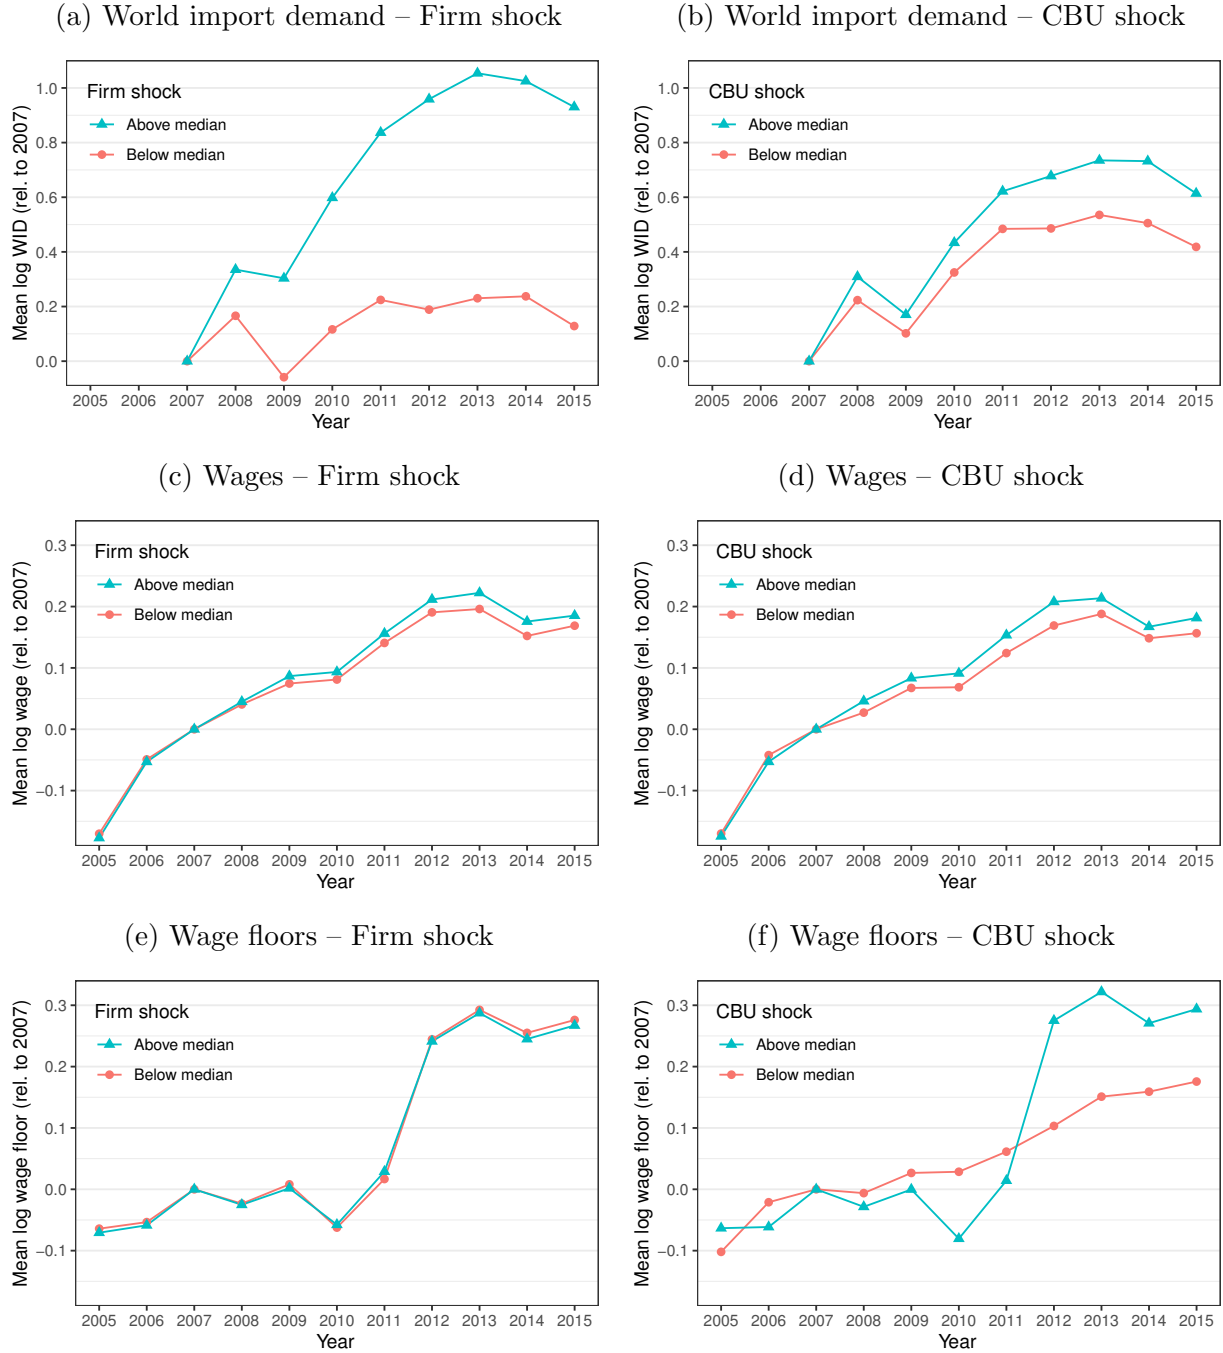 (a) World import demand – Firm shock
Mean log WID (rel. to 2007)
Firm shock
Above median
Below median
1.0
0.8
0.6
0.4
0.2
0.0
2005 2006 2007 2008 2009 2010 2011 2012 2013 2014 2015
Year
(b) World import demand – CBU shock
Mean log WID (rel. to 2007)
CBU shock
Above median
Below median
1.0
0.8
0.6
0.4
0.2
0.0
2005 2006 2007 2008 2009 2010 2011 2012 2013 2014 2015
Year
(c) Wages – Firm shock
Mean log wage (rel. to 2007)
Firm shock
Above median
Below median
0.3
0.2
0.1
0.0
−0.1
2005 2006 2007 2008 2009 2010 2011 2012 2013 2014 2015
Year
(d) Wages – CBU shock
Mean log wage (rel. to 2007)
CBU shock
Above median
Below median
0.3
0.2
0.1
0.0
−0.1
2005 2006 2007 2008 2009 2010 2011 2012 2013 2014 2015
Year
(e) Wage floors – Firm shock
Mean log wage floor (rel. to 2007)
Firm shock
Above median
Below median
0.3
0.2
0.1
0.0
−0.1
2005 2006 2007 2008 2009 2010 2011 2012 2013 2014 2015
Year
(f) Wage floors – CBU shock
Mean log wage floor (rel. to 2007)
CBU shock
Above median
Below median
0.3
0.2
0.1
0.0
−0.1
2005 2006 2007 2008 2009 2010 2011 2012 2013 2014 2015
Year